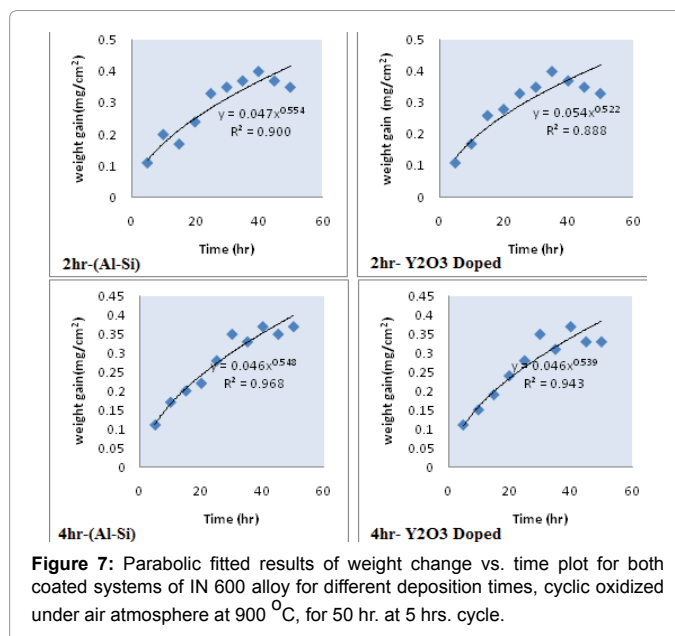 0.5
0.4
0.3
0.2
0.1
0
weight gain(mg/cm²)
y = 0.047x^0.554
R² = 0.900
0 20 40 60
Time (hr)
2hr-(Al-Si)
0.5
0.4
0.3
0.2
0.1
0
weight gain(mg/cm²)
y = 0.054x^0.522
R² = 0.888
0 20 40 60
Time (hr)
2hr- Y2O3 Doped
0.45
0.4
0.35
0.3
0.25
0.2
0.15
0.1
0.05
0
weight gain(mg/cm²)
y = 0.046x^0.548
R² = 0.968
0 20 40 60
Time (hr)
4hr-(Al-Si)
0.45
0.4
0.35
0.3
0.25
0.2
0.15
0.1
0.05
0
weight gain(mg/cm²)
y = 0.046x^0.539
R² = 0.943
0 20 40 60
Time (hr)
4hr- Y2O3 Doped
Figure 7: Parabolic fitted results of weight change vs. time plot for both
coated systems of IN 600 alloy for different deposition times, cyclic oxidized
under air atmosphere at 900 °C, for 50 hr. at 5 hrs. cycle.